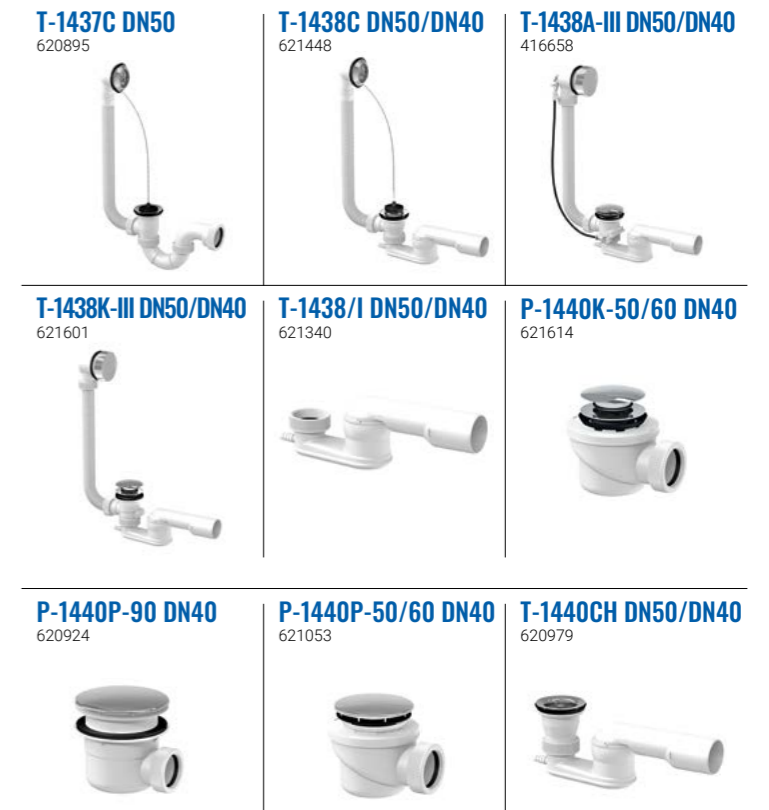 T-1437C DN50
620895
T-1438C DN50/DN40
621448
T-1438A-III DN50/DN40
416658
T-1438K-III DN50/DN40
621601
T-1438/I DN50/DN40
621340
P-1440K-50/60 DN40
621614
P-1440P-90 DN40
620924
P-1440P-50/60 DN40
621053
T-1440CH DN50/DN40
620979